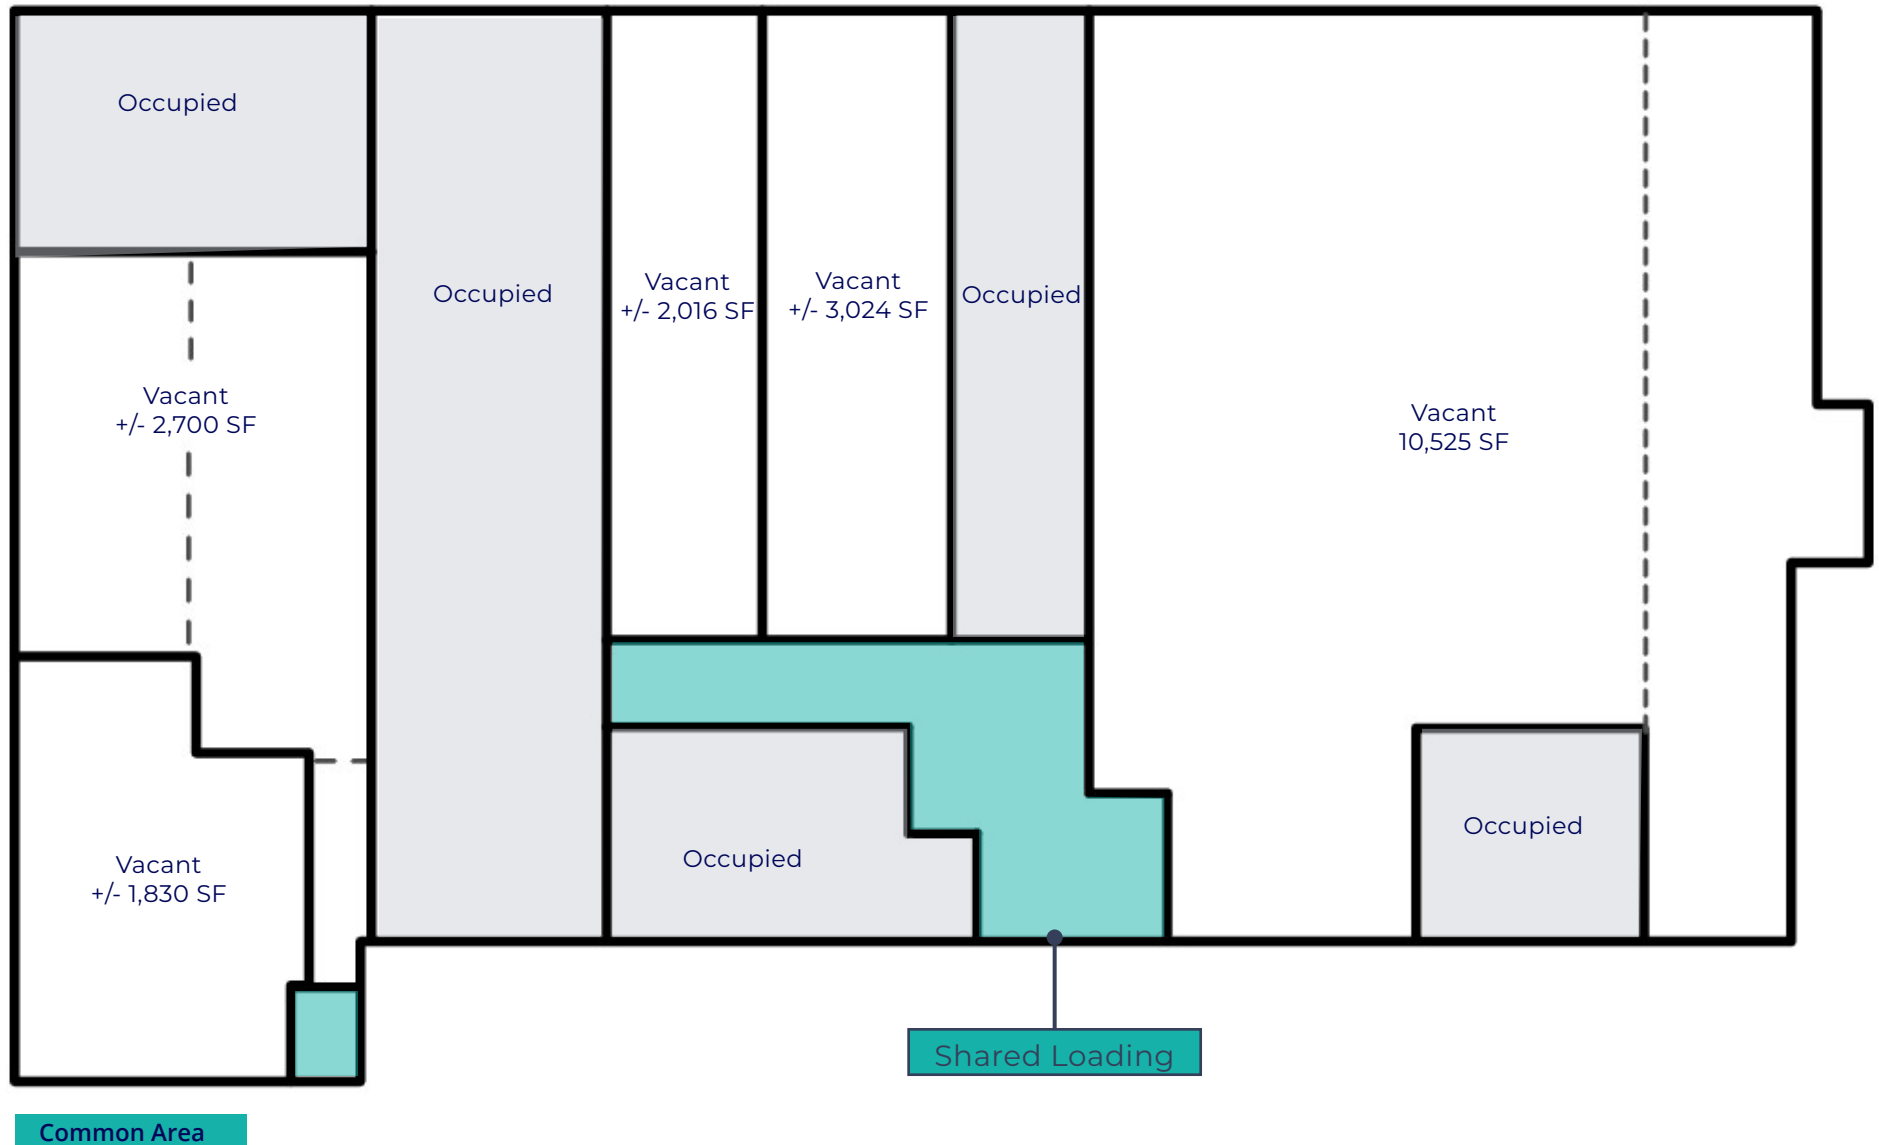 Occupied
Occupied
Vacant
+/- 2,016 SF
Vacant
+/- 3,024 SF
Occupied
Vacant
+/- 2,700 SF
Vacant
10,525 SF
Occupied
Occupied
Vacant
+/- 1,830 SF
Shared Loading
Common Area